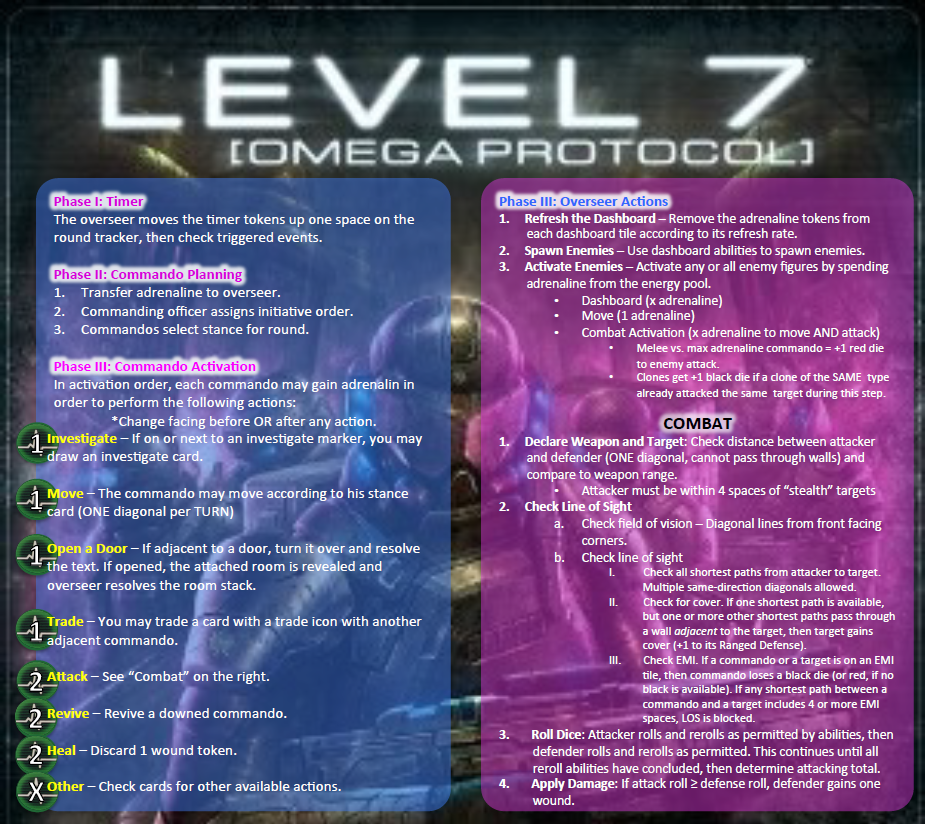 LEVEL 7
[OMEGA PROTOCOL]
Phase I: Timer
The overseer moves the timer tokens up one space on the
round tracker, then check triggered events.
Phase II: Commando Planning
1. Transfer adrenaline to overseer.
2. Commanding officer assigns initiative order.
3. Commandos select stance for round.
Phase III: Commando Activation
In activation order, each commando may gain adrenalin in
order to perform the following actions:
*Change facing before OR after any action.
1 Investigate – If on or next to an investigate marker, you may
draw an investigate card.
1 Move – The commando may move according to his stance
card (ONE diagonal per TURN)
1 Open a Door – If adjacent to a door, turn it over and resolve
the text. If opened, the attached room is revealed and
overseer resolves the room stack.
1 Trade – You may trade a card with a trade icon with another
adjacent commando.
2 Attack – See “Combat” on the right.
2 Revive – Revive a downed commando.
2 Heal – Discard 1 wound token.
X Other – Check cards for other available actions.
Phase III: Overseer Actions
1. Refresh the Dashboard – Remove the adrenaline tokens from
each dashboard tile according to its refresh rate.
2. Spawn Enemies – Use dashboard abilities to spawn enemies.
3. Activate Enemies – Activate any or all enemy figures by spending
adrenaline from the energy pool.
• Dashboard (x adrenaline)
• Move (1 adrenaline)
• Combat Activation (x adrenaline to move AND attack)
• Melee vs. max adrenaline commando = +1 red die
to enemy attack.
• Clones get +1 black die if a clone of the SAME type
already attacked the same target during this step.
COMBAT
1. Declare Weapon and Target: Check distance between attacker
and defender (ONE diagonal, cannot pass through walls) and
compare to weapon range.
• Attacker must be within 4 spaces of “stealth” targets
2. Check Line of Sight
a. Check field of vision – Diagonal lines from front facing
corners.
b. Check line of sight
I. Check all shortest paths from attacker to target.
Multiple same-direction diagonals allowed.
II. Check for cover. If one shortest path is available,
but one or more other shortest paths pass through
a wall adjacent to the target, then target gains
cover (+1 to its Ranged Defense).
III. Check EMI. If a commando or a target is on an EMI
tile, then commando loses a black die (or red, if no
black is available). If any shortest path between a
commando and a target includes 4 or more EMI
spaces, LOS is blocked.
3. Roll Dice: Attacker rolls and rerolls as permitted by abilities, then
defender rolls and rerolls as permitted. This continues until all
reroll abilities have concluded, then determine attacking total.
4. Apply Damage: If attack roll ≥ defense roll, defender gains one
wound.